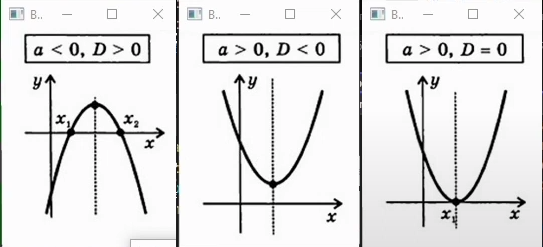 B..
a < 0, D > 0
y
x₁
x₂
x
B..
a > 0, D < 0
y
x
B..
a > 0, D = 0
y
x₁
x